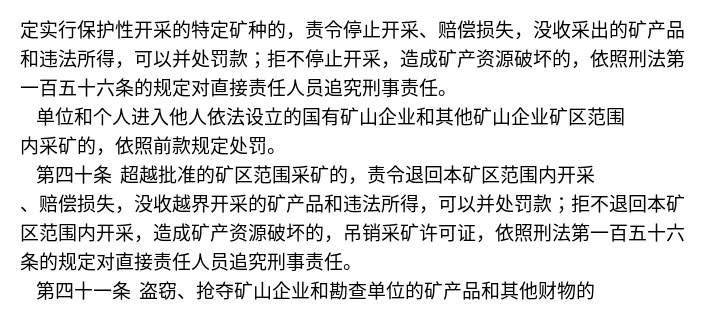 定实行保护性开采的特定矿种的，责令停止开采、赔偿损失，没收采出的矿产品
和违法所得，可以并处罚款；拒不停止开采，造成矿产资源破坏的，依照刑法第
一百五十六条的规定对直接责任人员追究刑事责任。
单位和个人进入他人依法设立的国有矿山企业和其他矿山企业矿区范围
内采矿的，依照前款规定处罚。
第四十条 超越批准的矿区范围采矿的，责令退回本矿区范围内开采
、赔偿损失，没收越界开采的矿产品和违法所得，可以并处罚款；拒不退回本矿
区范围内开采，造成矿产资源破坏的，吊销采矿许可证，依照刑法第一百五十六
条的规定对直接责任人员追究刑事责任。
第四十一条 盗窃、抢夺矿山企业和勘查单位的矿产品和其他财物的